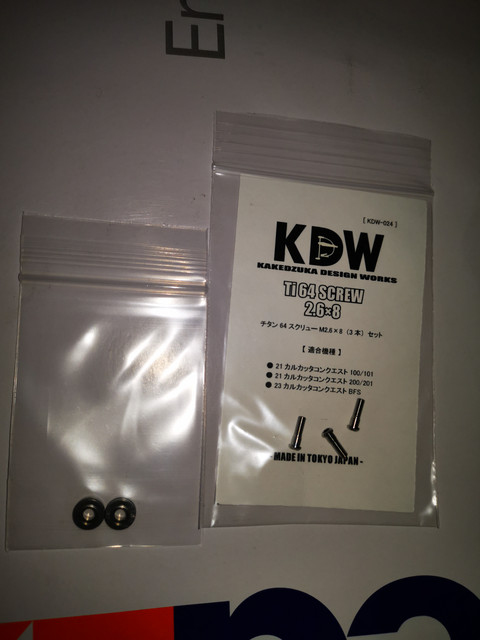 Er
[ KDW-024 ]
KDW
KAKEDZUKA DESIGN WORKS
Ti 64 SCREW
2.6×8
チタン 64 スクリュー M2.6×8（3 本）セット
【 適合機種 】
● 21 カルカッタコンクエスト 100/101
● 21 カルカッタコンクエスト 200/201
● 23 カルカッタコンクエスト BFS
- MADE IN TOKYO JAPAN -